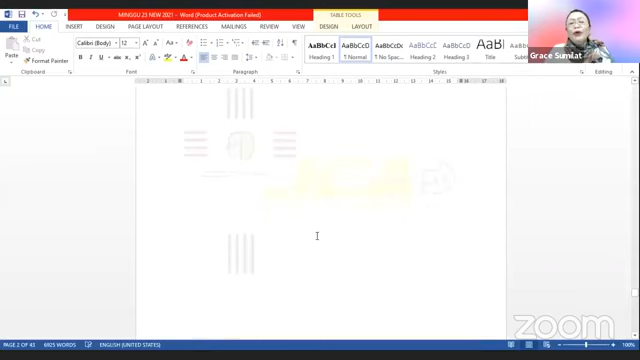 MINGGU 23 NEW 2021 - Word (Product Activation Failed)
TABLE TOOLS
FILE HOME INSERT DESIGN PAGE LAYOUT REFERENCES MAILINGS REVIEW VIEW DESIGN LAYOUT
Cut
Copy
Format Painter
Paste
Clipboard
Calibri (Body) 12
Font
Paragraph
AaBbCcI AaBbCcD AaBbCcDc AaBbCcD AaBbCcD AaBl
Heading 1 ¶ Normal ¶ No Spac... Heading 2 Heading 3 Title
Styles
Editing
Grace Sumilat
zoom
PAGE 2 OF 43 6925 WORDS ENGLISH (UNITED STATES) 100%